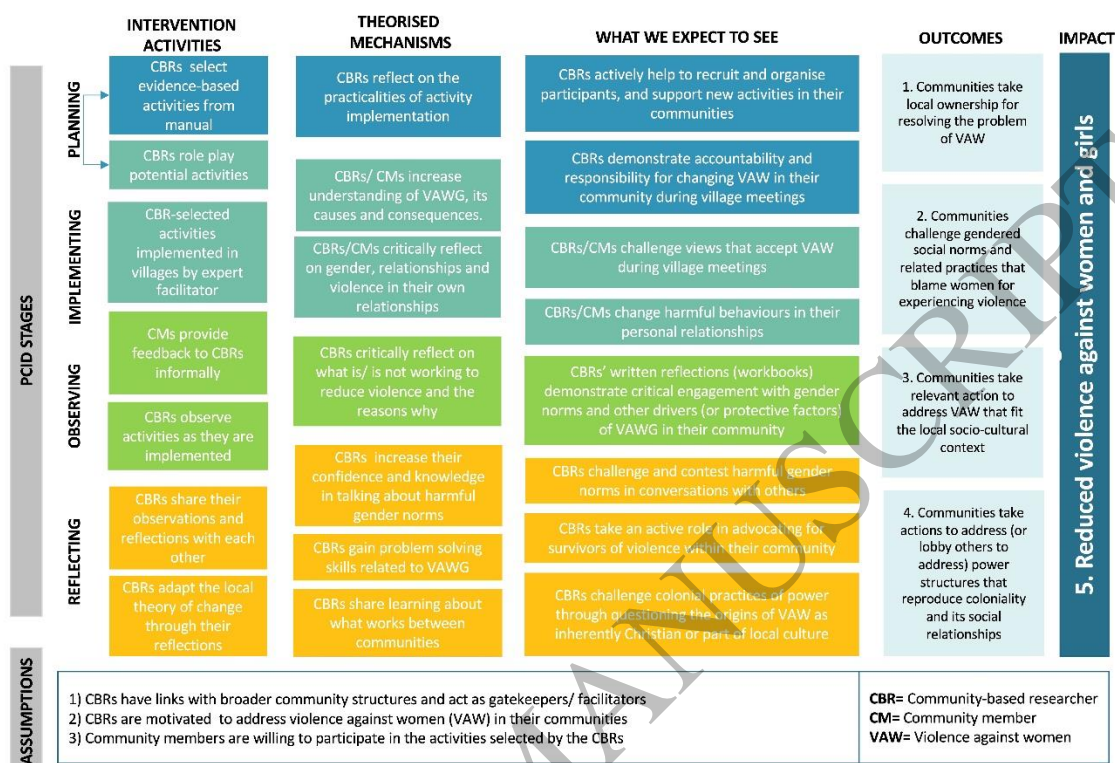 INTERVENTION
ACTIVITIES
THEORISED
MECHANISMS
WHAT WE EXPECT TO SEE
OUTCOMES
IMPACT
PCID STAGES
PLANNING
IMPLEMENTING
OBSERVING
REFLECTING
CBRs select
evidence-based
activities from
manual
CBRs role play
potential activities
CBR-selected
activities
implemented in
villages by expert
facilitator
CMs provide
feedback to CBRs
informally
CBRs observe
activities as they are
implemented
CBRs share their
observations and
reflections with each
other
CBRs adapt the local
theory of change
through their
reflections
CBRs reflect on the
practicalities of activity
implementation
CBRs/ CMs increase
understanding of VAWG, its
causes and consequences.
CBRs/CMs critically reflect
on gender, relationships and
violence in their own
relationships
CBRs critically reflect on
what is/ is not working to
reduce violence and the
reasons why
CBRs increase their
confidence and knowledge
in talking about harmful
gender norms
CBRs gain problem solving
skills related to VAWG
CBRs share learning about
what works between
communities
CBRs actively help to recruit and organise
participants, and support new activities in their
communities
CBRs demonstrate accountability and
responsibility for changing VAW in their
community during village meetings
CBRs/CMs challenge views that accept VAW
during village meetings
CBRs/CMs change harmful behaviours in their
personal relationships
CBRs' written reflections (workbooks)
demonstrate critical engagement with gender
norms and other drivers (or protective factors)
of VAWG in their community
CBRs challenge and contest harmful gender
norms in conversations with others
CBRs take an active role in advocating for
survivors of violence within their community
CBRs challenge colonial practices of power
through questioning the origins of VAW as
inherently Christian or part of local culture
1. Communities take
local ownership for
resolving the problem
of VAW
2. Communities
challenge gendered
social norms and
related practices that
blame women for
experiencing violence
3. Communities take
relevant action to
address VAW that fit
the local socio-cultural
context
4. Communities take
actions to address (or
lobby others to
address) power
structures that
reproduce coloniality
and its social
relationships
5. Reduced violence against women and girls
ASSUMPTIONS
1) CBRs have links with broader community structures and act as gatekeepers/ facilitators
2) CBRs are motivated to address violence against women (VAW) in their communities
3) Community members are willing to participate in the activities selected by the CBRs
CBR= Community-based researcher
CM= Community member
VAW= Violence against women
MANUSCRIPT